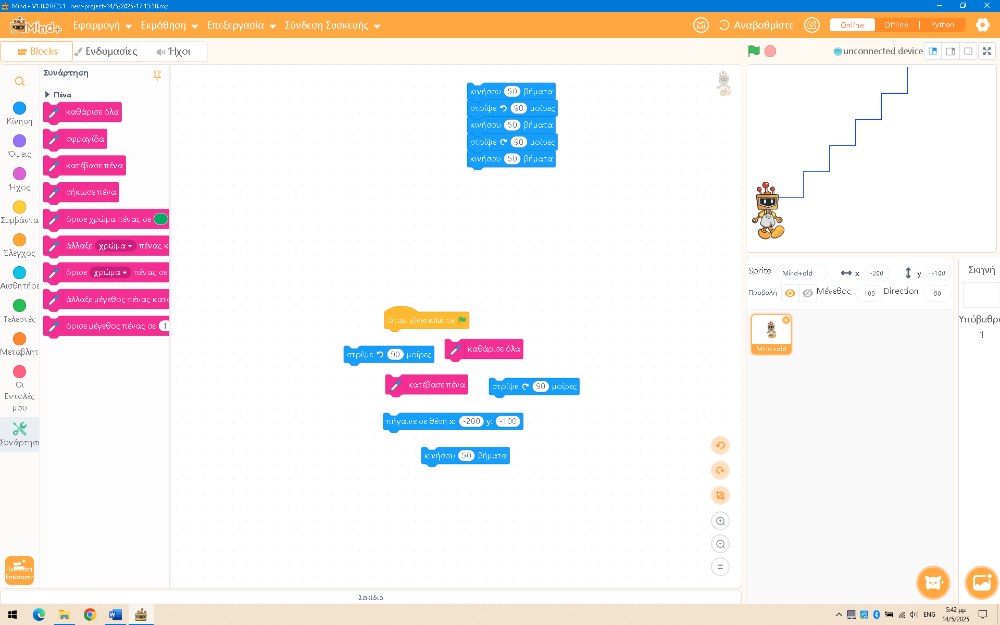 Mind+ V1.8.0 RC3.1   new-project-14/5/2025-17:13:38.mp
Mind+ Εφαρμογή Εκμάθηση Επεξεργασία Σύνδεση Συσκευής Αναβαθμίστε Online Offline Python
Blocks Ενδυμασίες Ήχοι unconnected device
Συνάρτηση
Πένα
καθάρισε όλα
σφραγίδα
κατέβασε πένα
σήκωσε πένα
όρισε χρώμα πένας σε
άλλαξε χρώμα πένας κ
όρισε χρώμα πένας σε
άλλαξε μέγεθος πένας κατά
όρισε μέγεθος πένας σε 1
Κίνηση
Όψεις
Ήχος
Συμβάντα
Έλεγχος
Αισθητήρε
Τελεστές
Μεταβλητ
Οι
Εντολές
μου
Συνάρτηση
Προσθήκη
Επέκτασης
κινήσου 50 βήματα
στρίψε 90 μοίρες
κινήσου 50 βήματα
στρίψε 90 μοίρες
κινήσου 50 βήματα
όταν γίνει κλικ σε
στρίψε 90 μοίρες
καθάρισε όλα
κατέβασε πένα
στρίψε 90 μοίρες
πήγαινε σε θέση x: -200 y: -100
κινήσου 50 βήματα
Sprite Mind+old x -200 y -100
Προβολή Μέγεθος 100 Direction 90
Mind+old
Σκηνή
Υπόβαθρο
1
Σακίδιο
ENG
5:42 μμ
14/5/2025